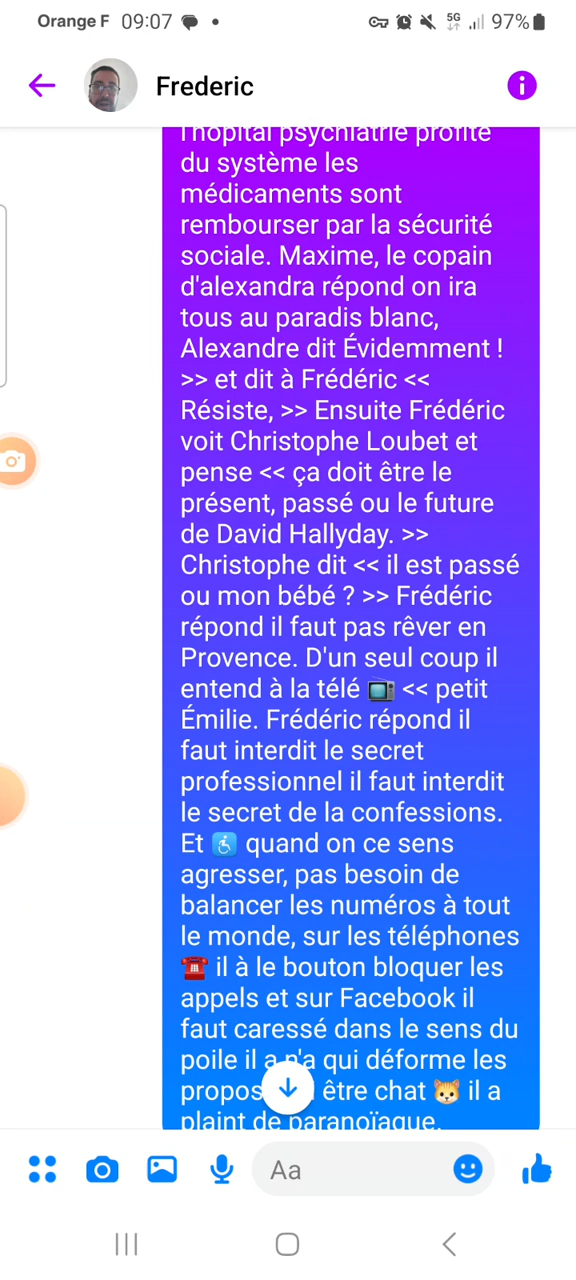 Orange F 09:07
5G 97%
Frederic
l'hôpital psychiatrie profite
du système les
médicaments sont
rembourser par la sécurité
sociale. Maxime, le copain
d'alexandra répond on ira
tous au paradis blanc,
Alexandre dit Évidemment !
>> et dit à Frédéric <<
Résiste, >> Ensuite Frédéric
voit Christophe Loubet et
pense << ça doit être le
présent, passé ou le future
de David Hallyday. >>
Christophe dit << il est passé
ou mon bébé ? >> Frédéric
répond il faut pas rêver en
Provence. D'un seul coup il
entend à la télé 📺 << petit
Émilie. Frédéric répond il
faut interdit le secret
professionnel il faut interdit
le secret de la confessions.
Et ♿ quand on ce sens
agresser, pas besoin de
balancer les numéros à tout
le monde, sur les téléphones
☎️ il à le bouton bloquer les
appels et sur Facebook il
faut caressé dans le sens du
poile il a n'a qui déforme les
propos être chat 🐱 il a
plaint de paranoïaque.
Aa